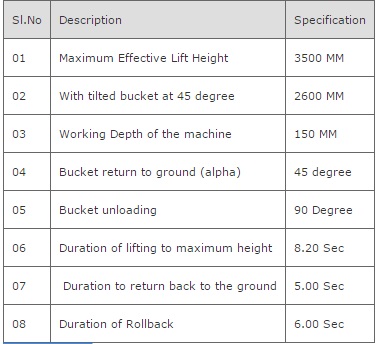 Sl.No Description Specification
01 Maximum Effective Lift Height 3500 MM
02 With tilted bucket at 45 degree 2600 MM
03 Working Depth of the machine 150 MM
04 Bucket return to ground (alpha) 45 degree
05 Bucket unloading 90 Degree
06 Duration of lifting to maximum height 8.20 Sec
07 Duration to return back to the ground 5.00 Sec
08 Duration of Rollback 6.00 Sec